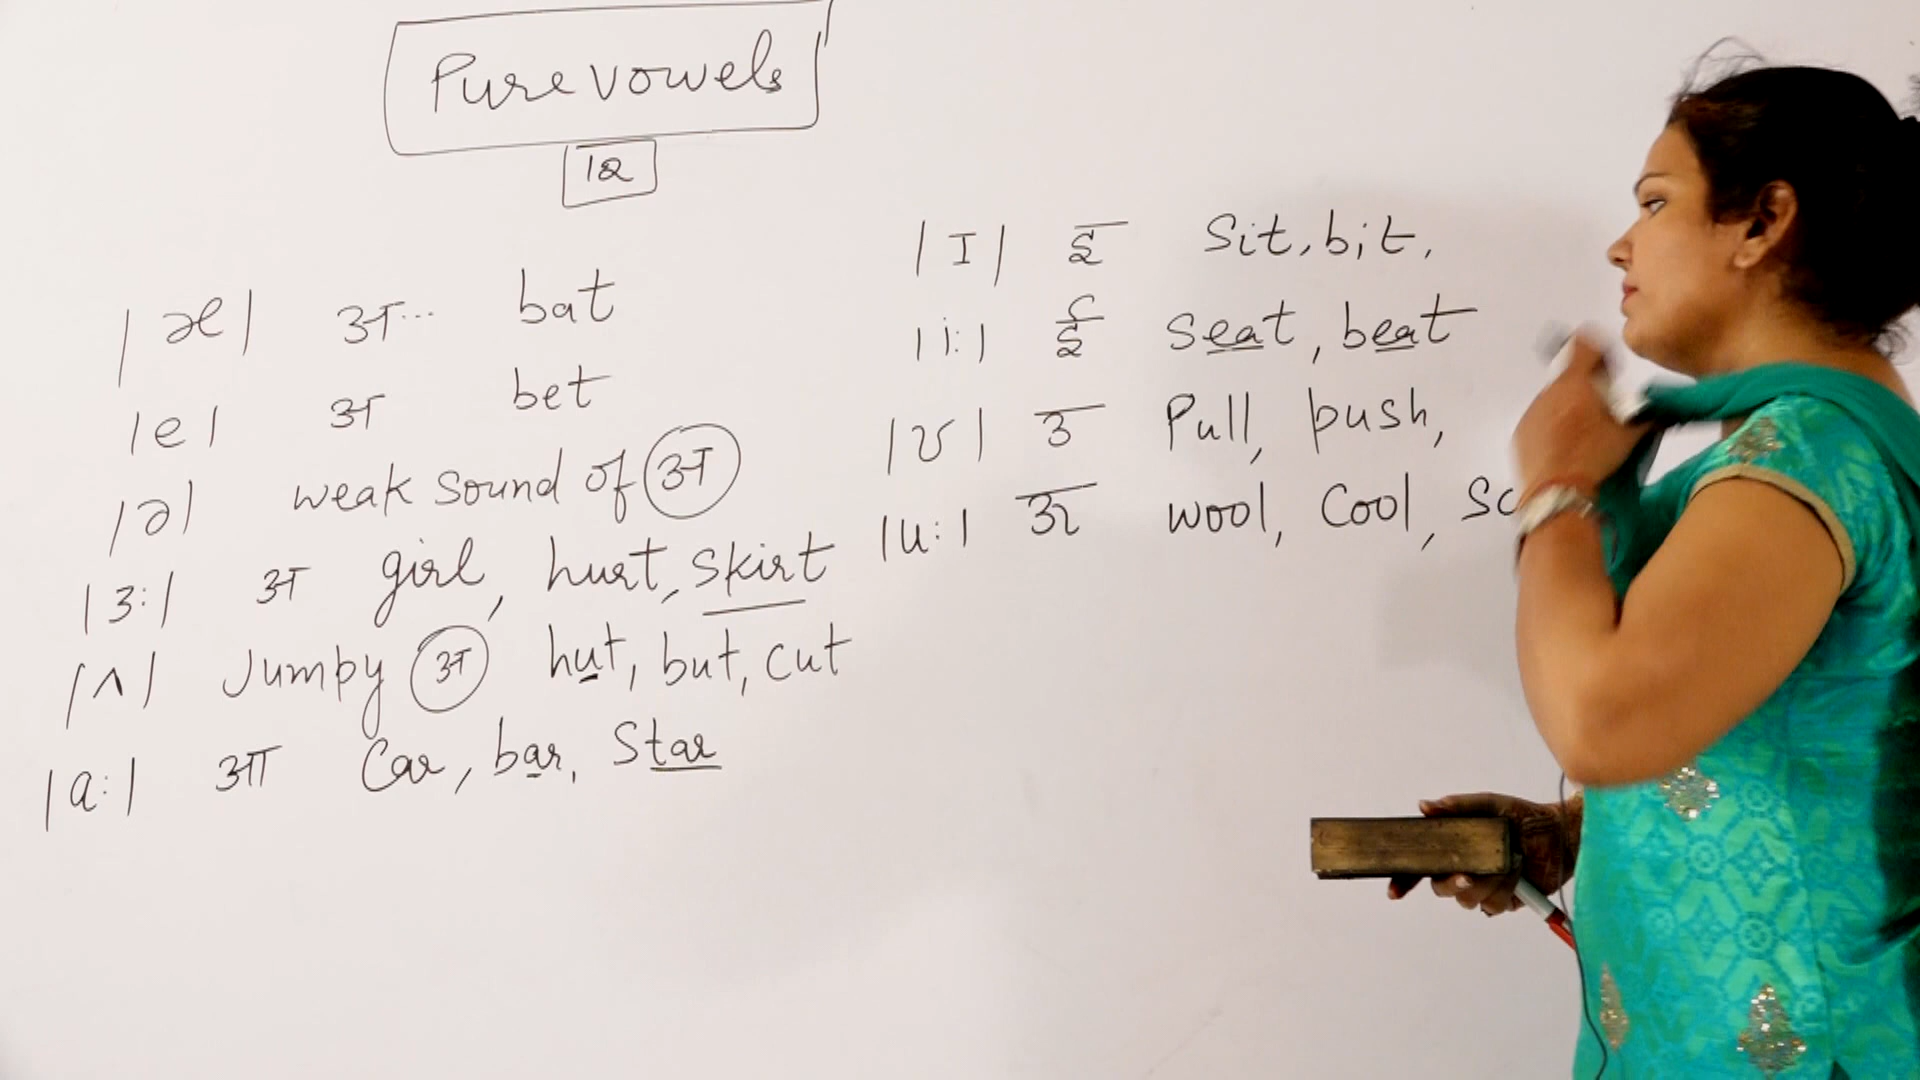 Pure vowels
12
/æ/ अ... bat
/e/ अ bet
/ə/ weak sound of अ
/3:/ अ girl, hurt, skirt
/ʌ/ Jumpy अ hut, but, cut
/a:/ आ Car, bar, Star
/I/ इ Sit, bit,
/i:/ ई Seat, beat
/ʊ/ उ Pull, push,
/u:/ ऊ wool, Cool,